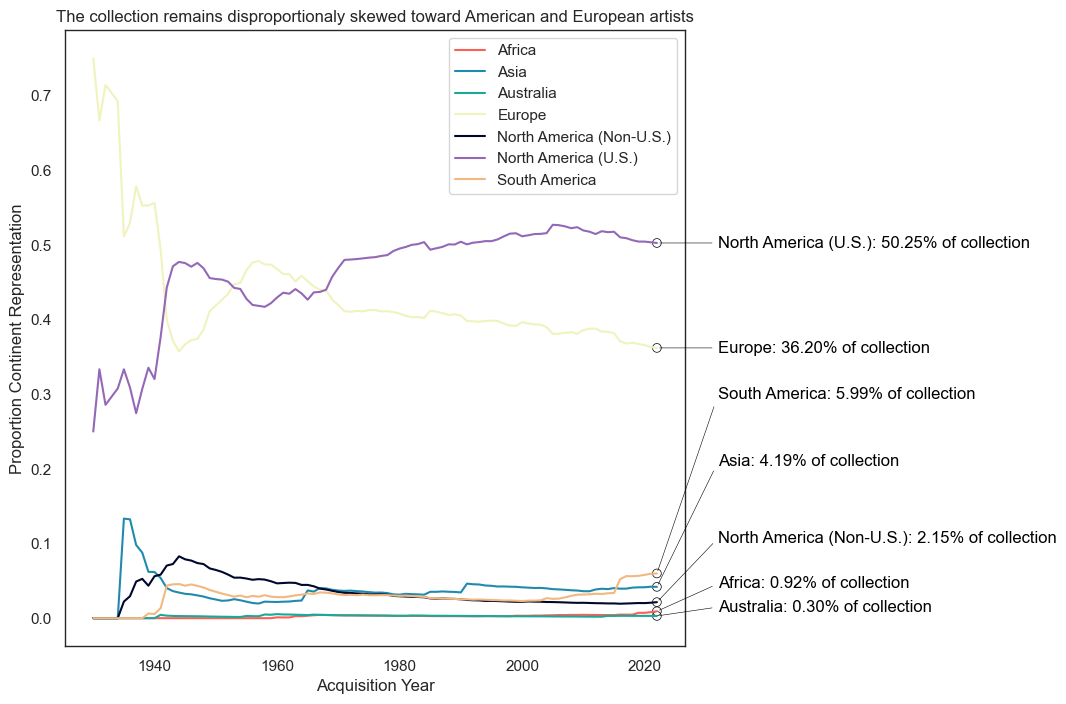 The collection remains disproportionaly skewed toward American and European artists
Africa
Asia
Australia
Europe
North America (Non-U.S.)
North America (U.S.)
South America
Proportion Continent Representation
0.7
0.6
0.5
0.4
0.3
0.2
0.1
0.0
North America (U.S.): 50.25% of collection
Europe: 36.20% of collection
South America: 5.99% of collection
Asia: 4.19% of collection
North America (Non-U.S.): 2.15% of collection
Africa: 0.92% of collection
Australia: 0.30% of collection
1940
1960
1980
2000
2020
Acquisition Year